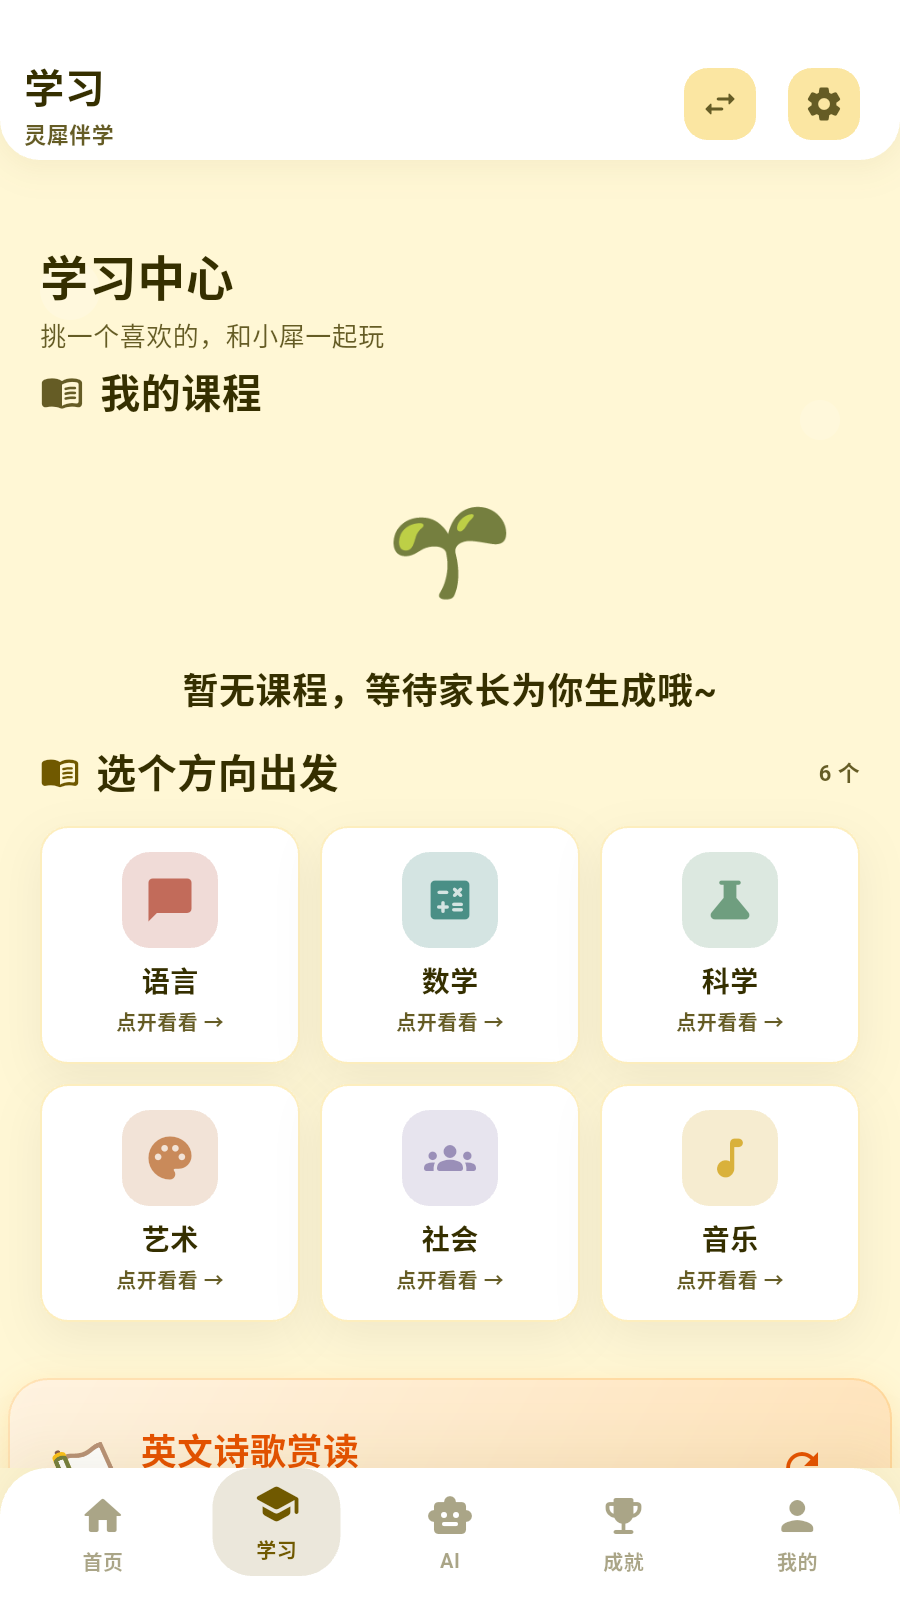 学习
灵犀伴学
学习中心
挑一个喜欢的，和小犀一起玩
我的课程
暂无课程，等待家长为你生成哦~
选个方向出发
6 个
语言
点开看看 →
数学
点开看看 →
科学
点开看看 →
艺术
点开看看 →
社会
点开看看 →
音乐
点开看看 →
英文诗歌赏读
首页
学习
AI
成就
我的